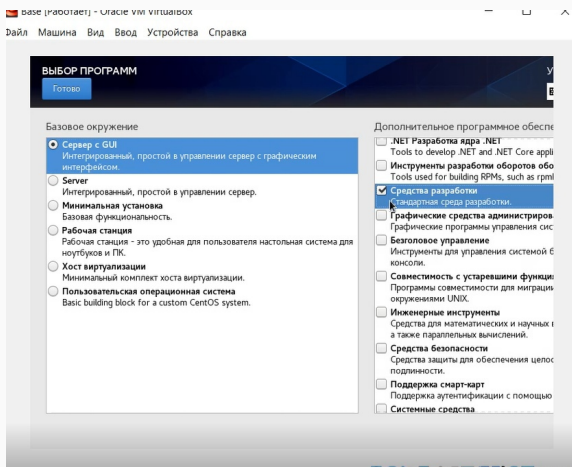 Base [Работает] - Oracle VM VirtualBox
Файл Машина Вид Ввод Устройства Справка
ВЫБОР ПРОГРАММ
Готово
Базовое окружение
Сервер с GUI
Интегрированный, простой в управлении сервер с графическим
интерфейсом.
Server
Интегрированный, простой в управлении сервер.
Минимальная установка
Базовая функциональность.
Рабочая станция
Рабочая станция - это удобная для пользователя настольная система для
ноутбуков и ПК.
Хост виртуализации
Минимальный комплект хоста виртуализации.
Пользовательская операционная система
Basic building block for a custom CentOS system.
Дополнительное программное обеспе
.NET Разработка ядра .NET
Tools to develop .NET and .NET Core appli
Инструменты разработки оборотов обо
Tools used for building RPMs, such as rpml
Средства разработки
Стандартная среда разработки.
Графические средства администриров
Графические программы управления сис
Безголовое управление
Инструменты для управления системой б
консоли.
Совместимость с устаревшими функци
Программы совместимости для миграции
окружениями UNIX.
Инженерные инструменты
Средства для математических и научных в
а также параллельных вычислений.
Средства безопасности
Средства защиты для обеспечения целос
подлинности.
Поддержка смарт-карт
Поддержка аутентификации с помощью
Системные средства